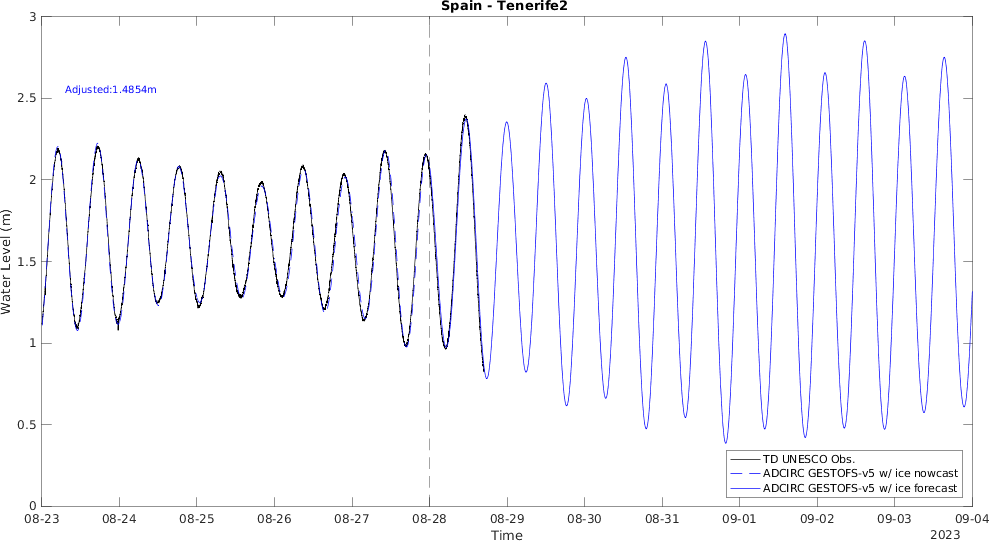 Spain - Tenerife2
3
2.5
2
1.5
1
0.5
0
Water Level (m)
Adjusted:1.4854m
TD UNESCO Obs.
ADCIRC GESTOFS-v5 w/ ice nowcast
ADCIRC GESTOFS-v5 w/ ice forecast
08-23 08-24 08-25 08-26 08-27 08-28 08-29 08-30 08-31 09-01 09-02 09-03 09-04
Time
2023